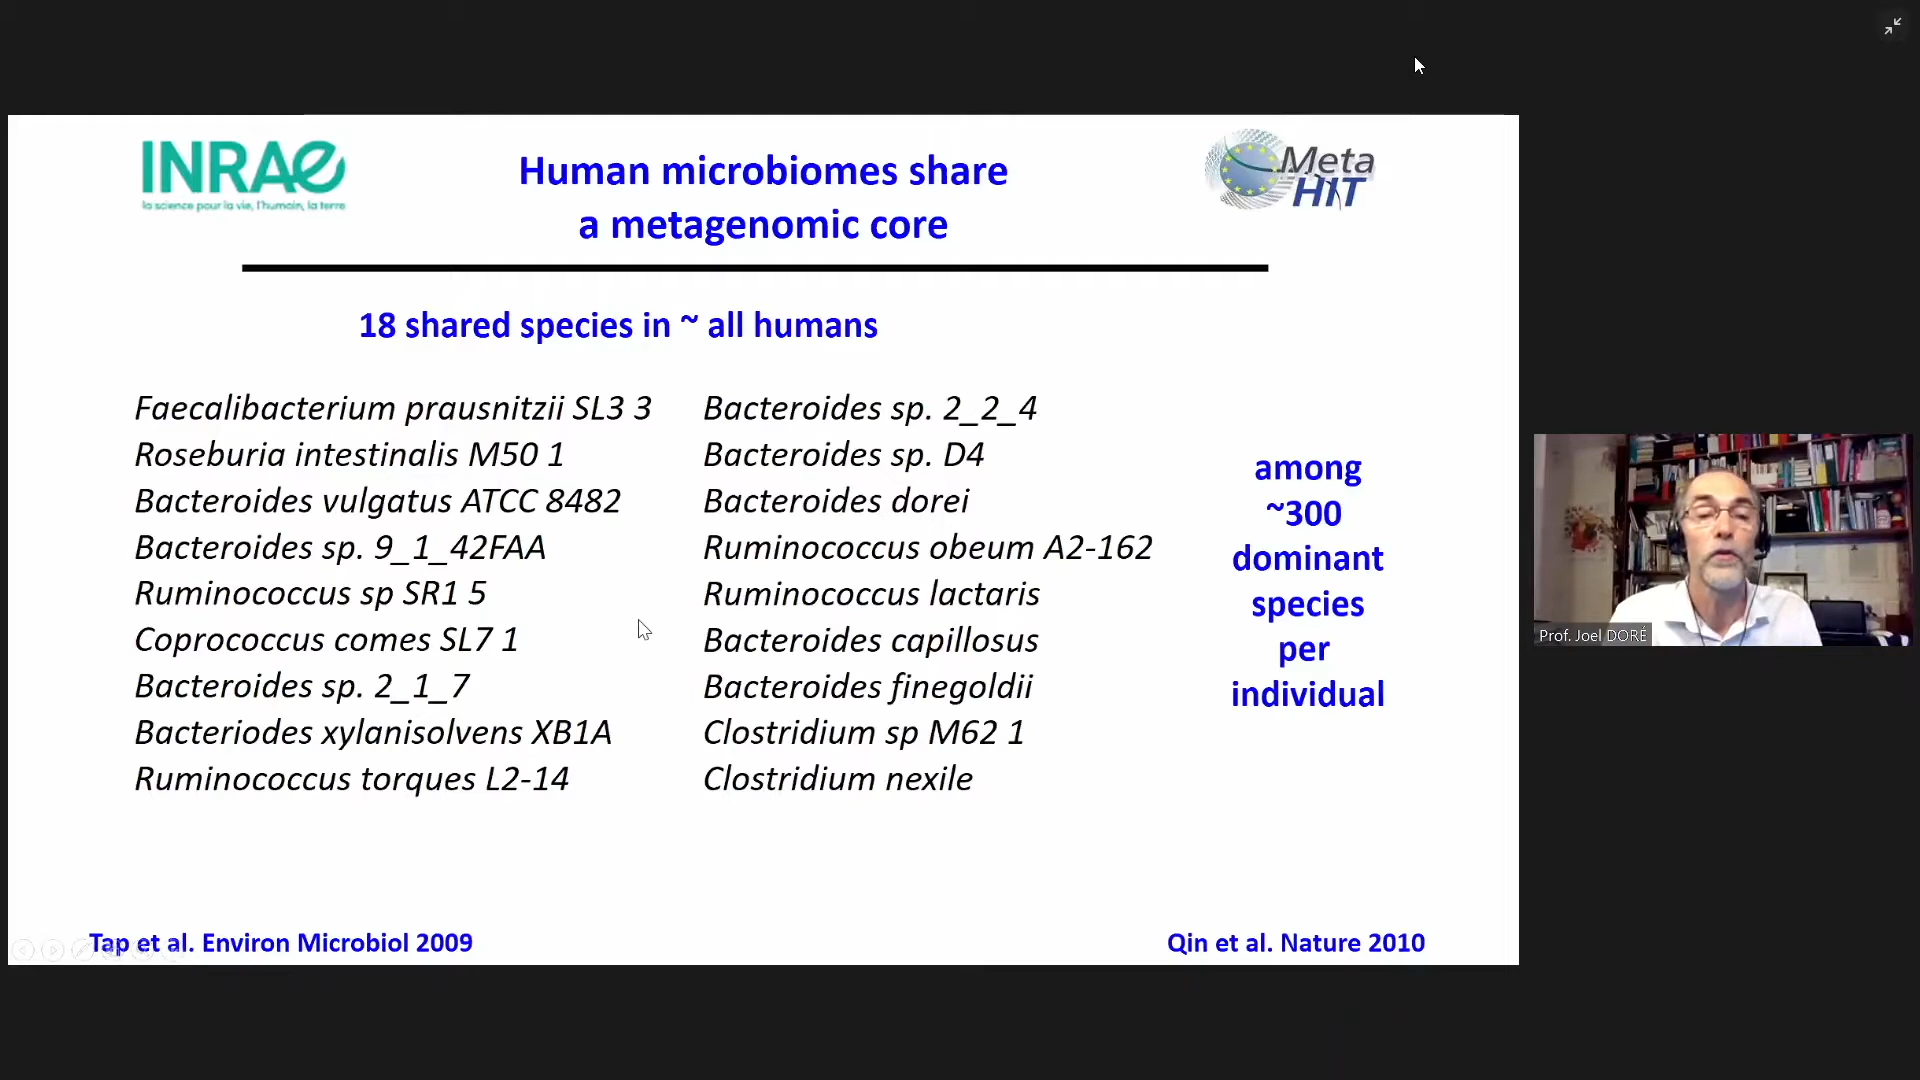 INRAE
la science pour la vie, l'humain, la terre
Human microbiomes share
a metagenomic core
Meta
HIT
18 shared species in ~ all humans
Faecalibacterium prausnitzii SL3 3
Roseburia intestinalis M50 1
Bacteroides vulgatus ATCC 8482
Bacteroides sp. 9_1_42FAA
Ruminococcus sp SR1 5
Coprococcus comes SL7 1
Bacteroides sp. 2_1_7
Bacteriodes xylanisolvens XB1A
Ruminococcus torques L2-14
Bacteroides sp. 2_2_4
Bacteroides sp. D4
Bacteroides dorei
Ruminococcus obeum A2-162
Ruminococcus lactaris
Bacteroides capillosus
Bacteroides finegoldii
Clostridium sp M62 1
Clostridium nexile
among
~300
dominant
species
per
individual
Prof. Joel DORÉ
Tap et al. Environ Microbiol 2009
Qin et al. Nature 2010